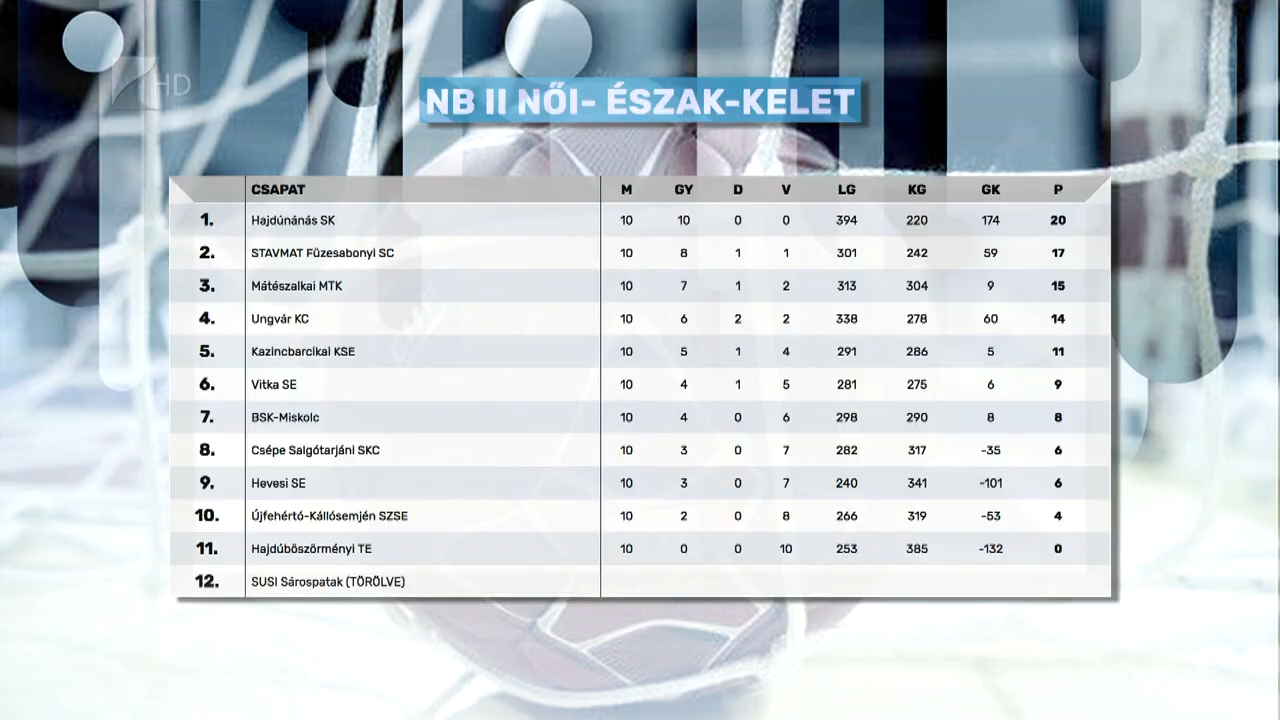 HD
NB II NŐI- ÉSZAK-KELET
CSAPAT M GY D V LG KG GK P
1. Hajdúnánás SK 10 10 0 0 394 220 174 20
2. STAVMAT Füzesabonyi SC 10 8 1 1 301 242 59 17
3. Mátészalkai MTK 10 7 1 2 313 304 9 15
4. Ungvár KC 10 6 2 2 338 278 60 14
5. Kazincbarcikai KSE 10 5 1 4 291 286 5 11
6. Vitka SE 10 4 1 5 281 275 6 9
7. BSK-Miskolc 10 4 0 6 298 290 8 8
8. Csépe Salgótarjáni SKC 10 3 0 7 282 317 -35 6
9. Hevesi SE 10 3 0 7 240 341 -101 6
10. Újfehértó-Kállósemjén SZSE 10 2 0 8 266 319 -53 4
11. Hajdúböszörményi TE 10 0 0 10 253 385 -132 0
12. SUSI Sárospatak (TÖRÖLVE)